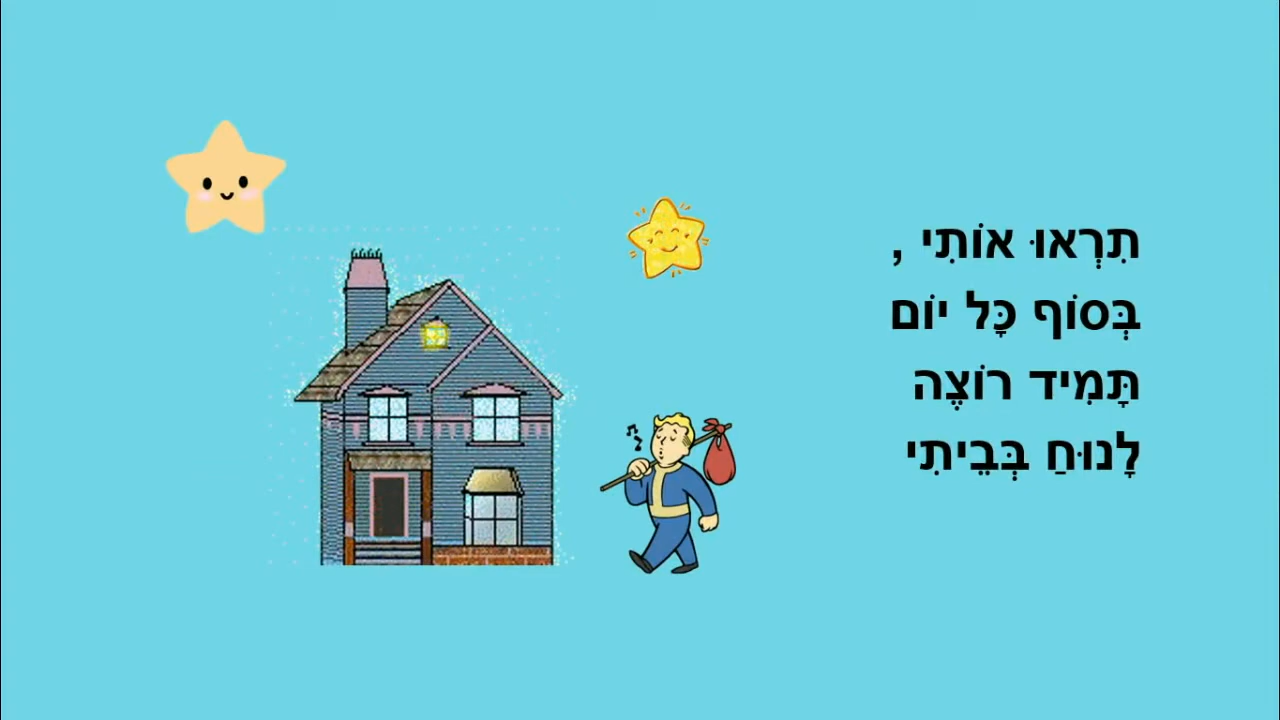 תִרְאוּ אוֹתִי ,
בְּסוֹף כָּל יוֹם
תָּמִיד רוֹצֶה
לָנוּחַ בְּבֵיתִי